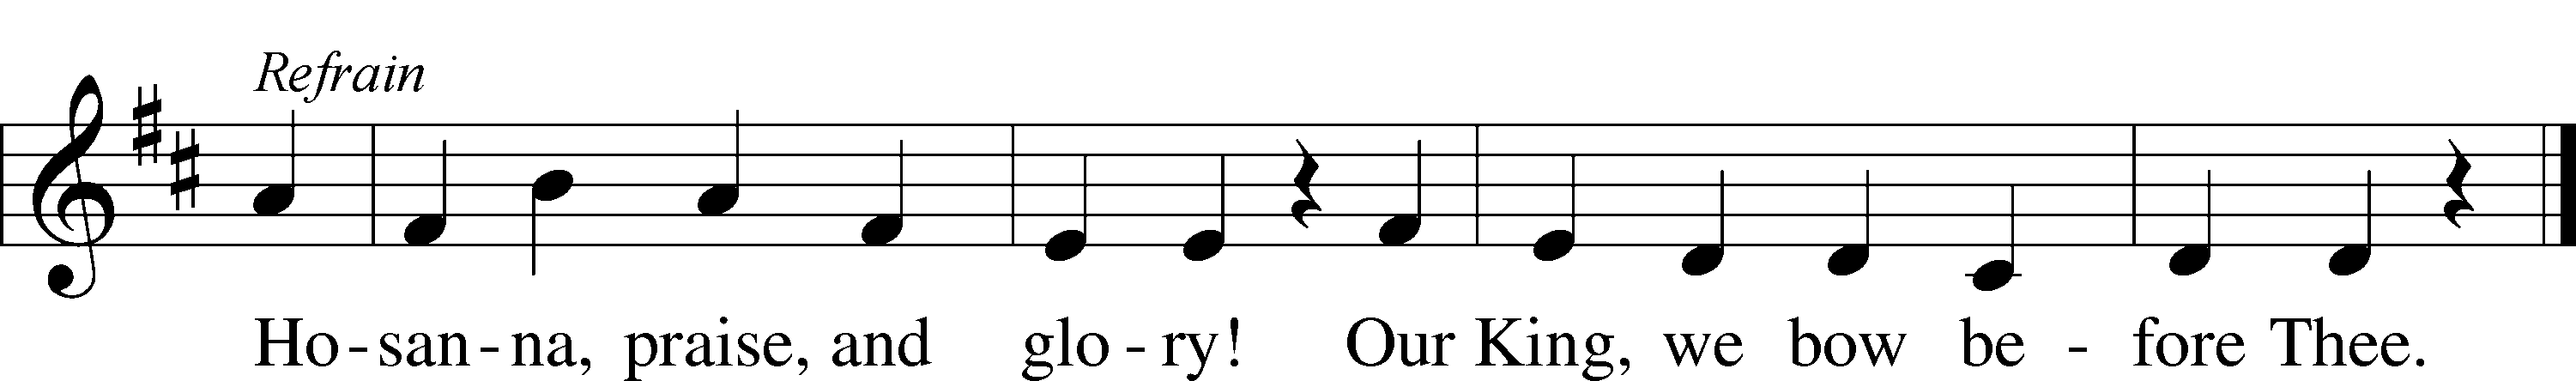 Refrain
Ho-san-na, praise, and glo-ry! Our King, we bow be-fore Thee.